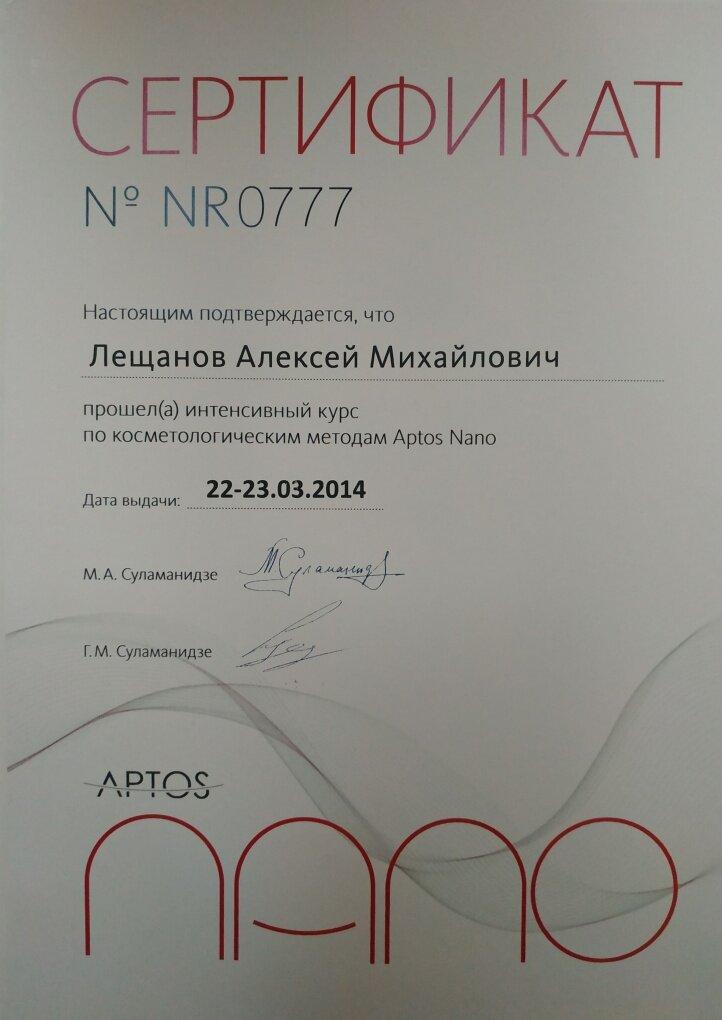 СЕРТИФИКАТ
№ NR0777
Настоящим подтверждается, что
Лещанов Алексей Михайлович
прошел(а) интенсивный курс
по косметологическим методам Aptos Nano
Дата выдачи: 22-23.03.2014
М.А. Суламанидзе М.Суламанидз
Г.М. Суламанидзе
APTOS
NANO